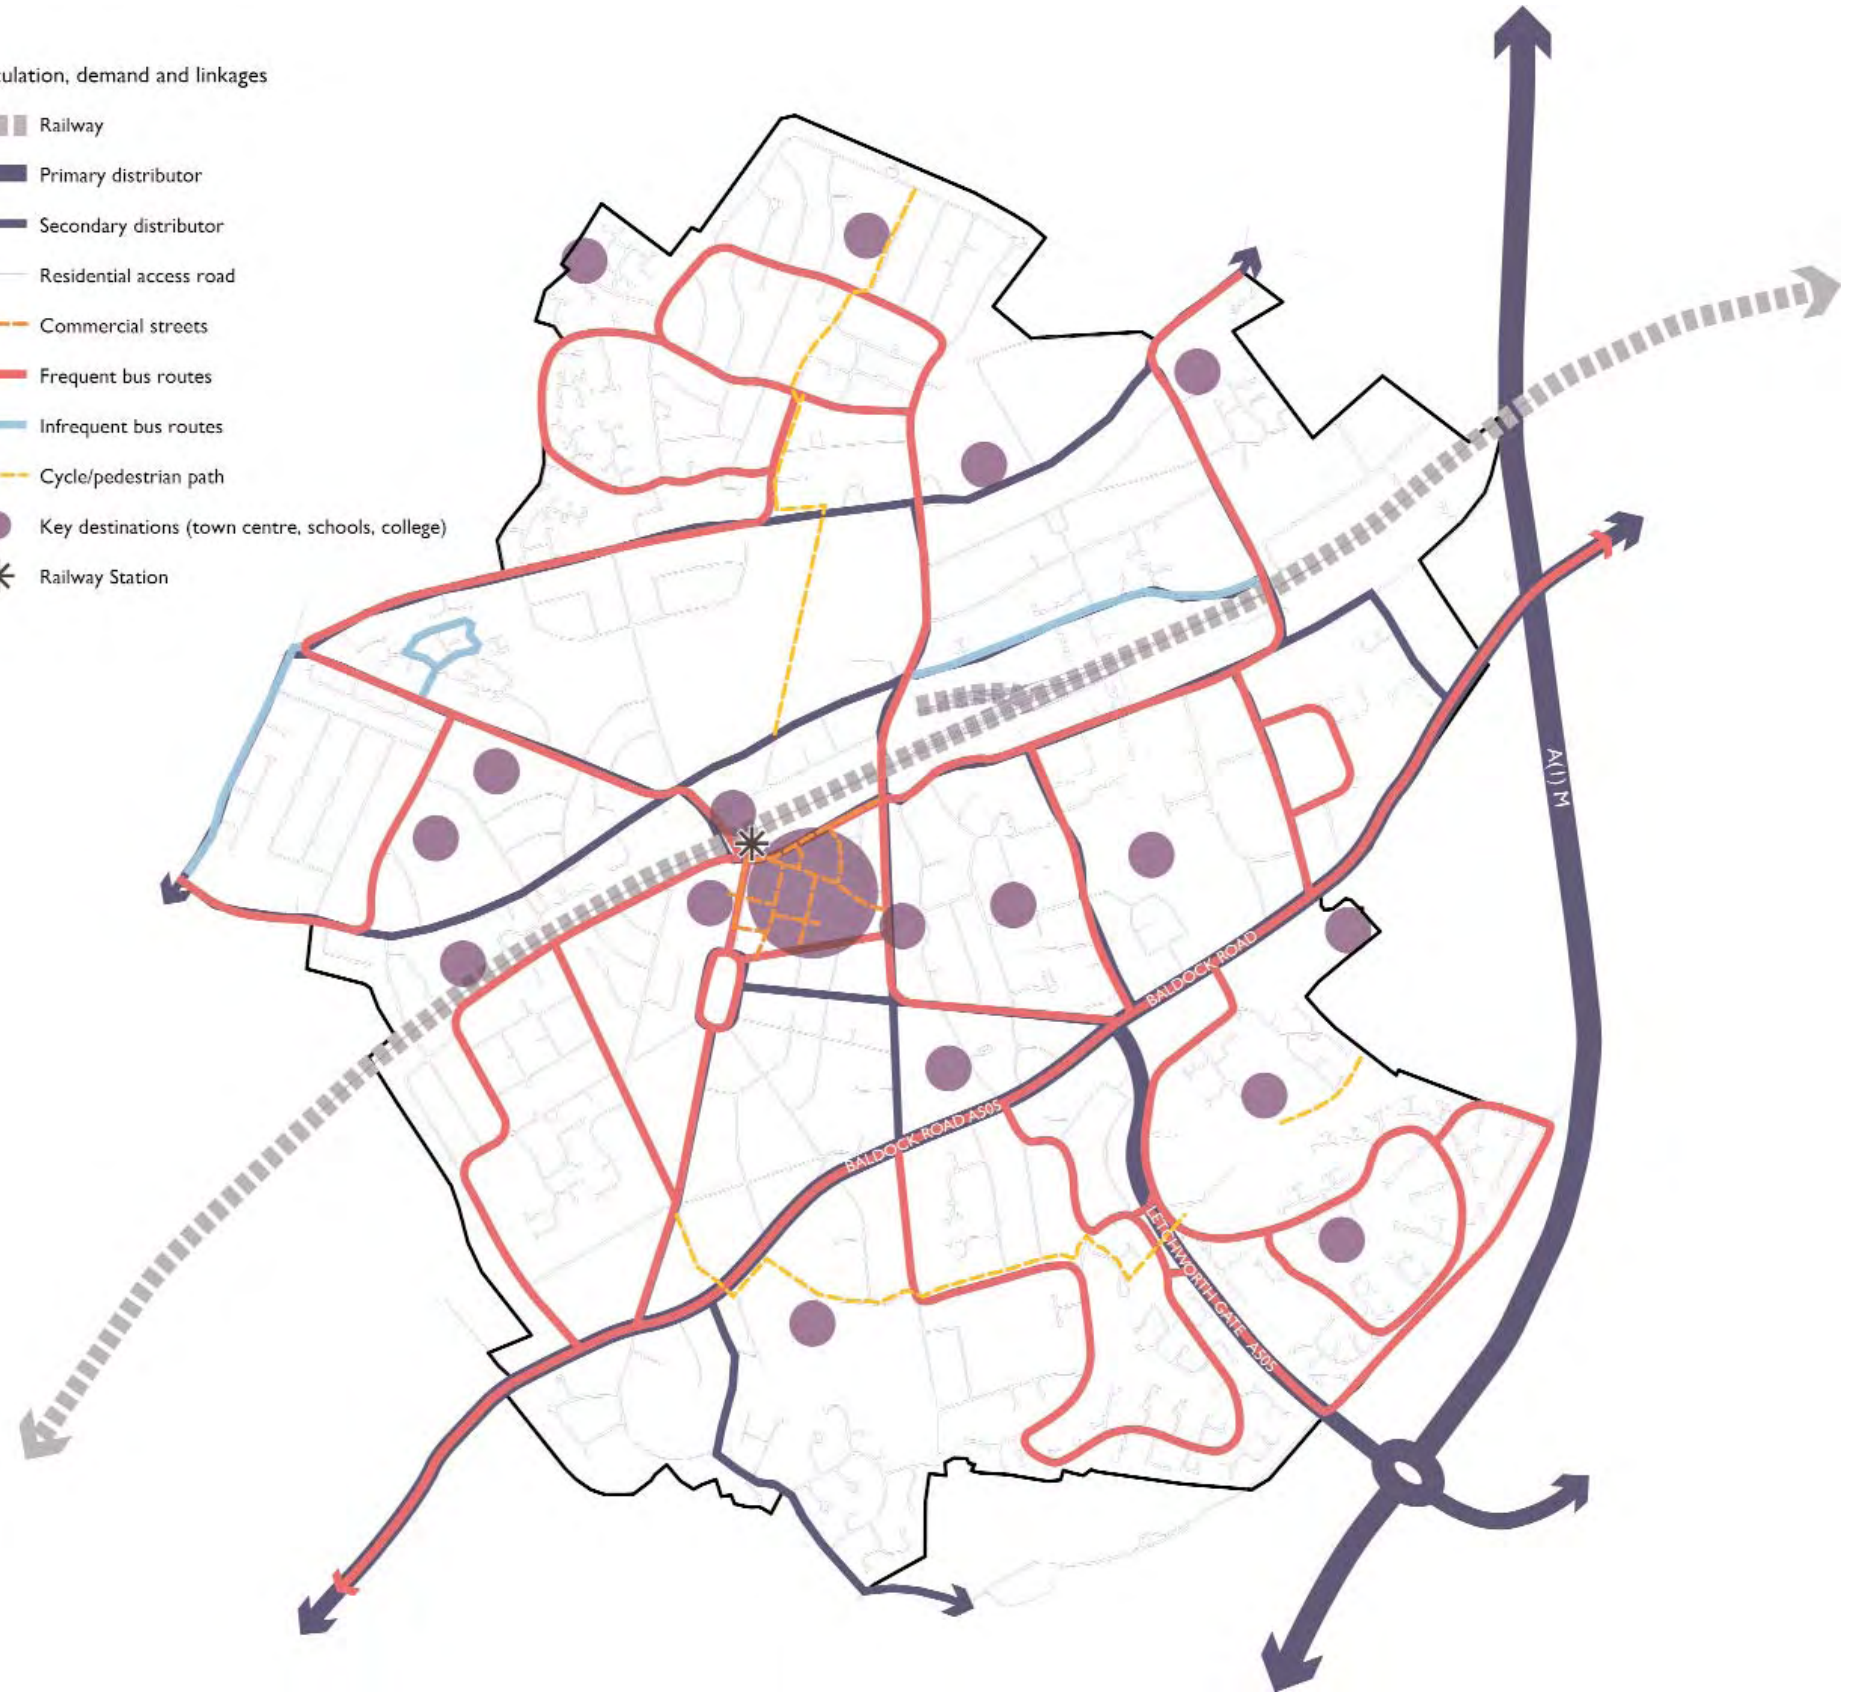 ulation, demand and linkages
Railway
Primary distributor
Secondary distributor
Residential access road
Commercial streets
Frequent bus routes
Infrequent bus routes
Cycle/pedestrian path
Key destinations (town centre, schools, college)
Railway Station
A(1) M
BALDOCK ROAD
BALDOCK ROAD A505
LETCHWORTH GATE A505